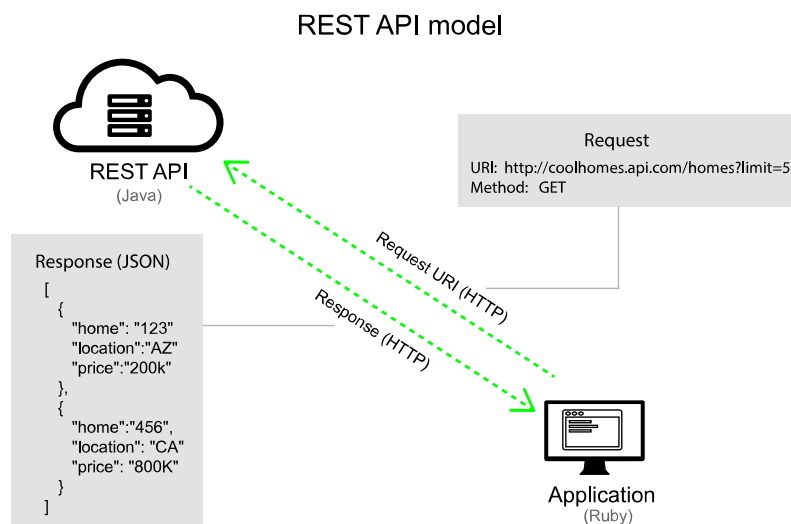 REST API model
REST API
(Java)
Request
URI: http://coolhomes.api.com/homes?limit=5
Method: GET
Request URI (HTTP)
Response (HTTP)
Response (JSON)
[
{
"home": "123"
"location":"AZ"
"price":"200k"
},
{
"home":"456",
"location": "CA"
"price": "800K"
}
]
Application
(Ruby)